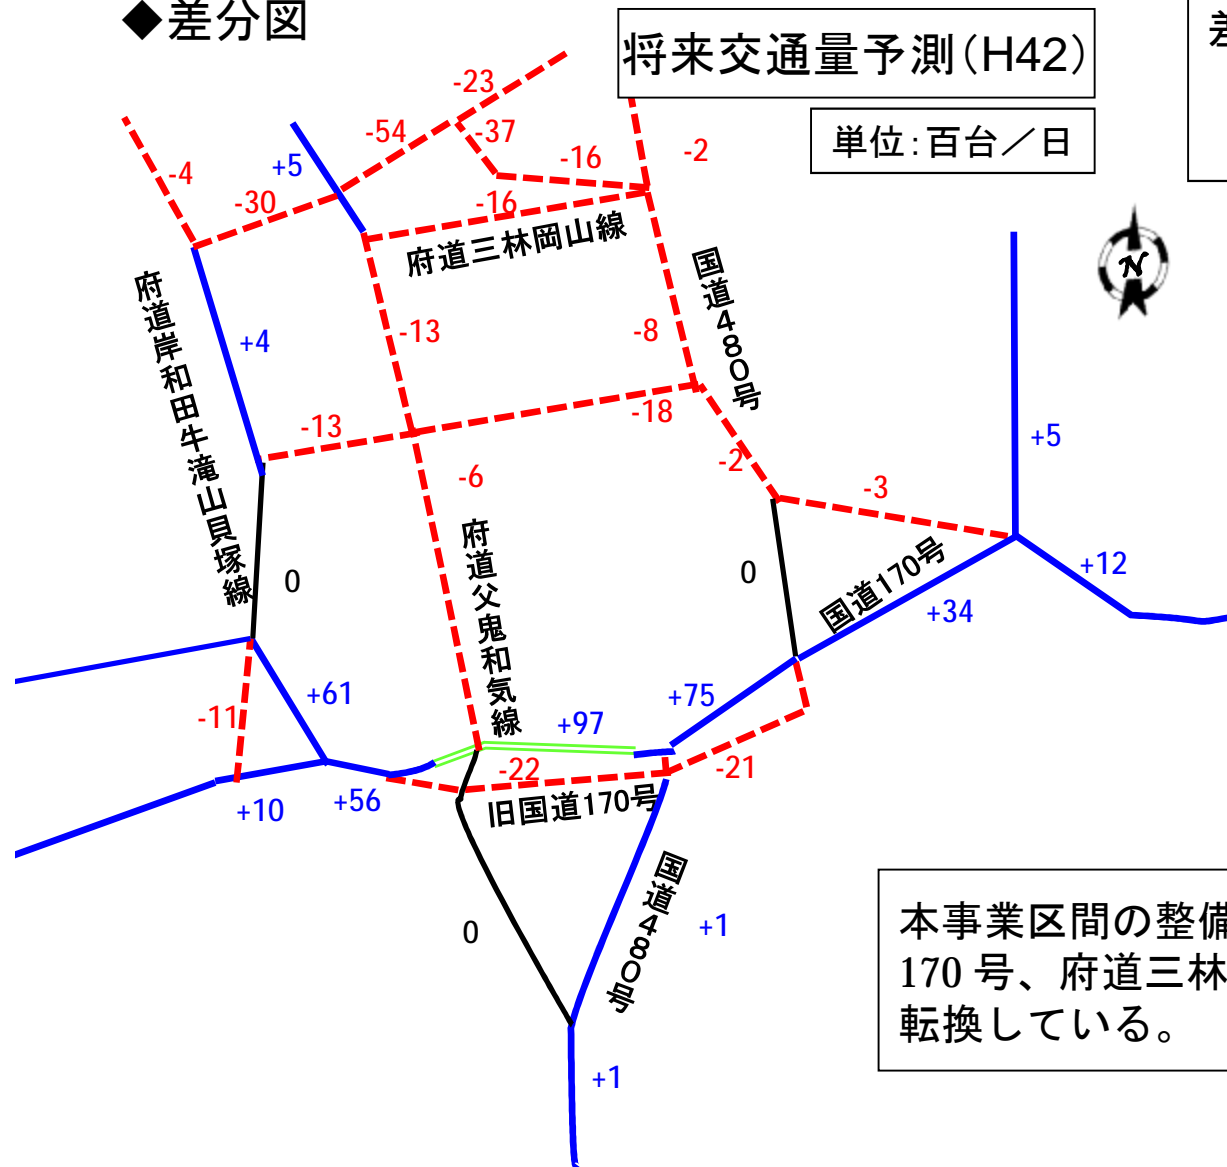 ◆差分図
将来交通量予測(H42)
単位:百台/日
差
-23
-54
-37
-4
+5
-16
-2
-30
-16
府道三林岡山線
府道岸和田牛滝山貝塚線
国道480号
+4
-13
-8
-13
-18
-6
-2
-3
+5
府道父鬼和気線
0
0
国道170号
+34
+12
-11
+61
+75
+97
-22
-21
+10
+56
旧国道170号
国道480号
0
+1
+1
本事業区間の整備
170 号、府道三林
転換している。
N